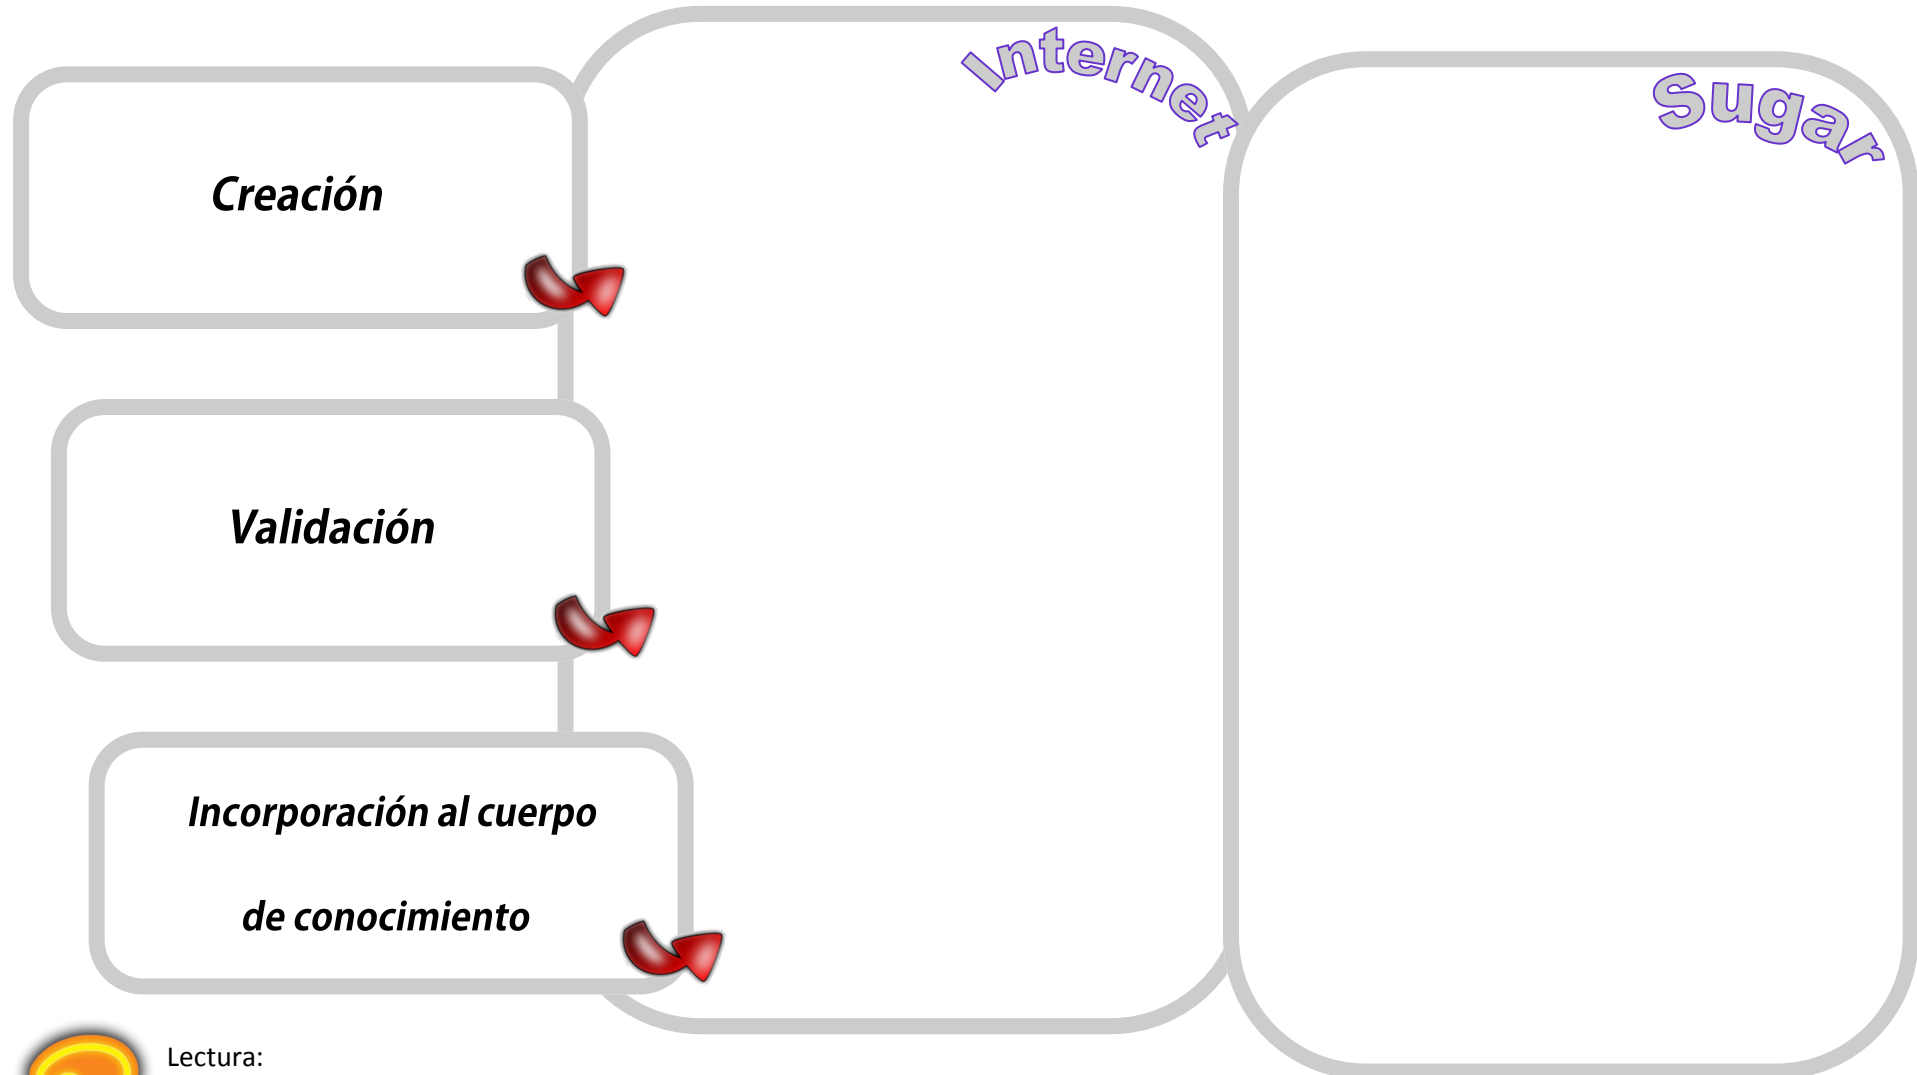 Internet
Sugar
Creación
Validación
Incorporación al cuerpo
de conocimiento
Lectura: